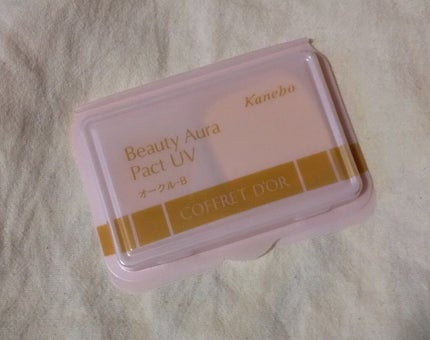 Kanebo
Beauty Aura
Pact UV
オークル-B
COFFRET D'OR